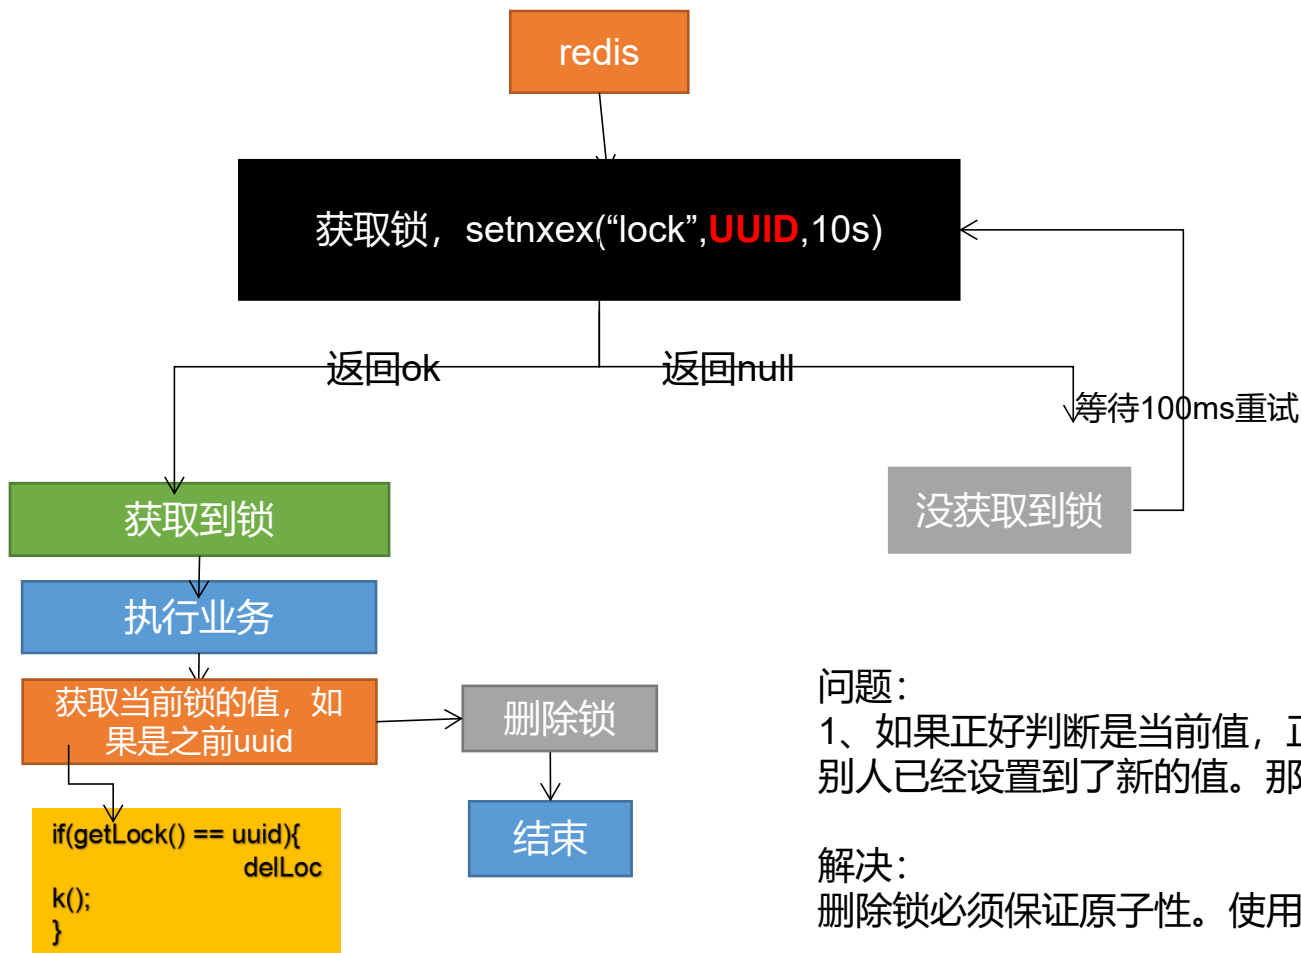 redis
获取锁，setnxex(“lock”,UUID,10s)
返回ok
返回null
等待100ms重试
获取到锁
没获取到锁
执行业务
获取当前锁的值，如
果是之前uuid
删除锁
结束
if(getLock() == uuid){
delLoc
k();
}
问题：
1、如果正好判断是当前值，正
别人已经设置到了新的值。那
解决：
删除锁必须保证原子性。使用